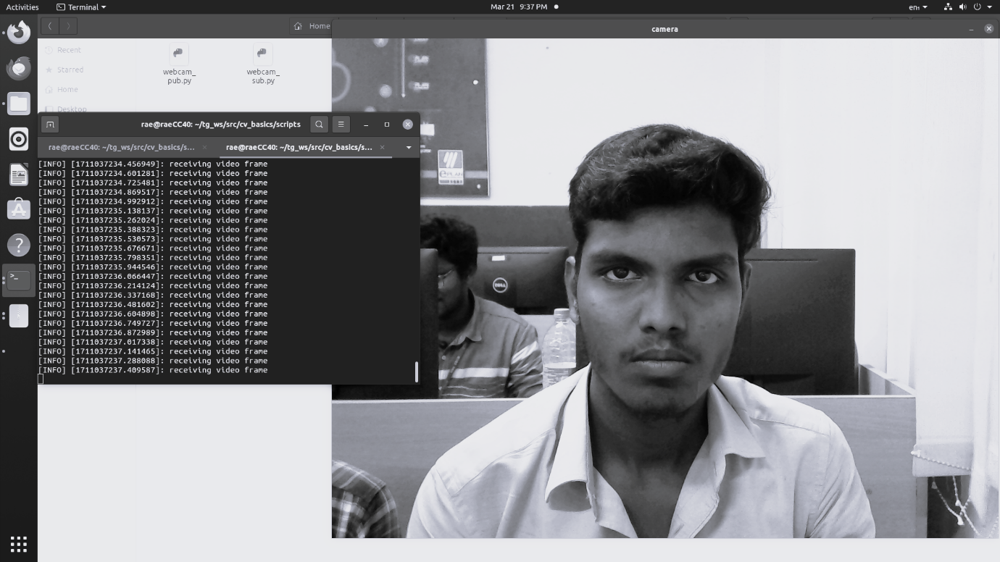 Activities
Terminal
Mar 21 9:37 PM
en₁
Home
camera
Recent
Starred
Home
Desktop
webcam_
pub.py
webcam_
sub.py
rae@raeCC40: ~/tg_ws/src/cv_basics/scripts
rae@raeCC40: ~/tg_ws/src/cv_basics/s...
rae@raeCC40: ~/tg_ws/src/cv_basics/s...
[INFO] [1711037234.456949]: receiving video frame
[INFO] [1711037234.601281]: receiving video frame
[INFO] [1711037234.725481]: receiving video frame
[INFO] [1711037234.869517]: receiving video frame
[INFO] [1711037234.992912]: receiving video frame
[INFO] [1711037235.138137]: receiving video frame
[INFO] [1711037235.262024]: receiving video frame
[INFO] [1711037235.388323]: receiving video frame
[INFO] [1711037235.530573]: receiving video frame
[INFO] [1711037235.676671]: receiving video frame
[INFO] [1711037235.798351]: receiving video frame
[INFO] [1711037235.944546]: receiving video frame
[INFO] [1711037236.066447]: receiving video frame
[INFO] [1711037236.214124]: receiving video frame
[INFO] [1711037236.337168]: receiving video frame
[INFO] [1711037236.481602]: receiving video frame
[INFO] [1711037236.604898]: receiving video frame
[INFO] [1711037236.749727]: receiving video frame
[INFO] [1711037236.872989]: receiving video frame
[INFO] [1711037237.017338]: receiving video frame
[INFO] [1711037237.141465]: receiving video frame
[INFO] [1711037237.288088]: receiving video frame
[INFO] [1711037237.409587]: receiving video frame
ePLAN
DELL